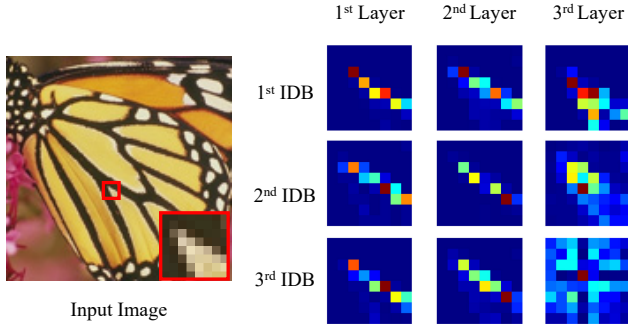 1st Layer 2nd Layer 3rd Layer
1st IDB
2nd IDB
3rd IDB
Input Image